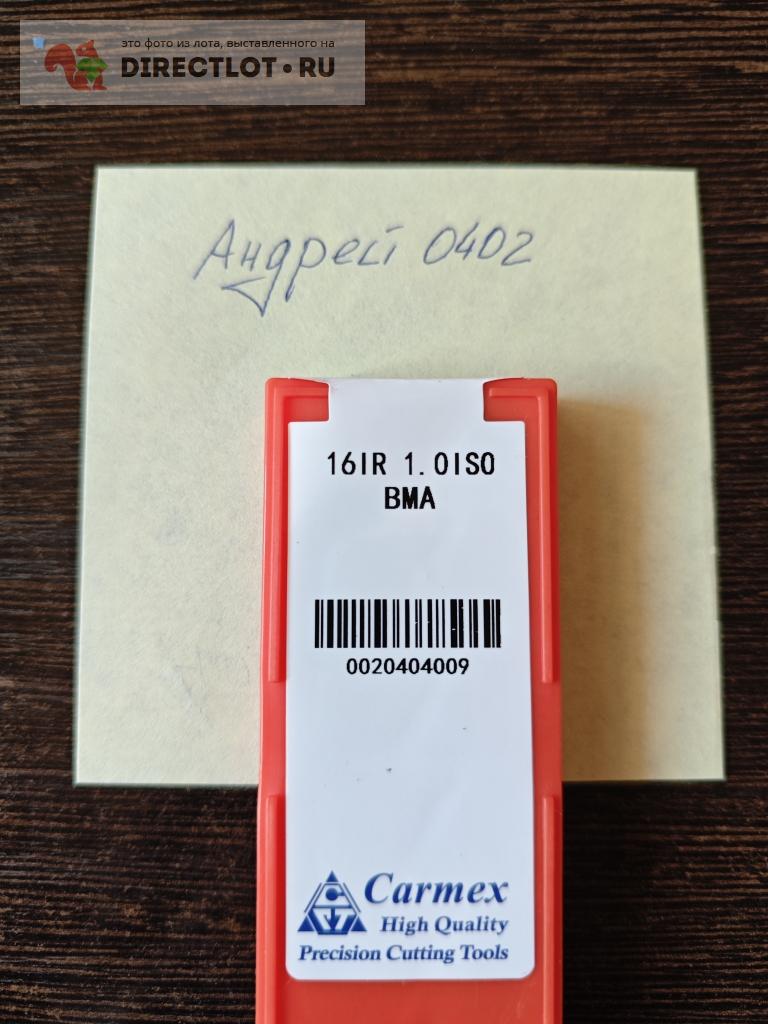 это фото из лота, выставленного на
DIRECTLOT.RU
Андрей 0402
16IR 1.0ISO
BMA
0020404009
Carmex
High Quality
Precision Cutting Tools